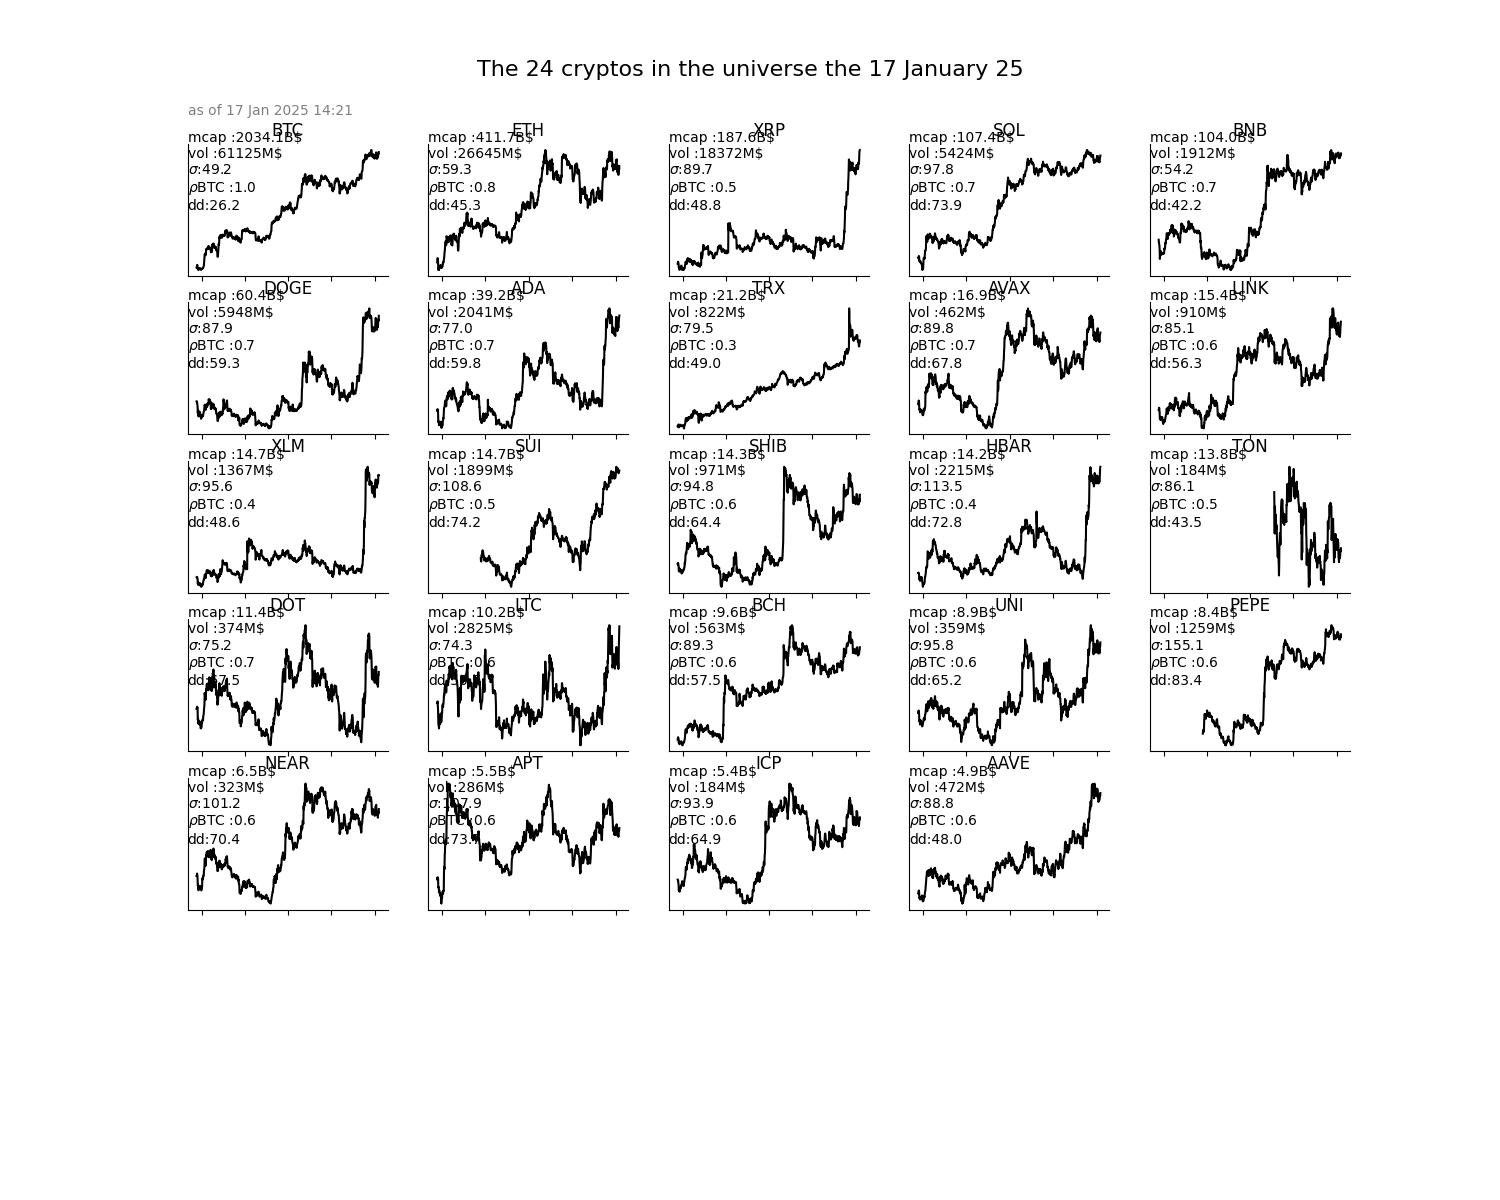 The 24 cryptos in the universe the 17 January 25
as of 17 Jan 2025 14:21
BTC
mcap :2034.1B$
vol :61125M$
σ:49.2
ρBTC :1.0
dd:26.2
ETH
mcap :411.7B$
vol :26645M$
σ:59.3
ρBTC :0.8
dd:45.3
XRP
mcap :187.6B$
vol :18372M$
σ:89.7
ρBTC :0.5
dd:48.8
SOL
mcap :107.4B$
vol :5424M$
σ:97.8
ρBTC :0.7
dd:73.9
BNB
mcap :104.0B$
vol :1912M$
σ:54.2
ρBTC :0.7
dd:42.2
DOGE
mcap :60.4B$
vol :5948M$
σ:87.9
ρBTC :0.7
dd:59.3
ADA
mcap :39.2B$
vol :2041M$
σ:77.0
ρBTC :0.7
dd:59.8
TRX
mcap :21.2B$
vol :822M$
σ:79.5
ρBTC :0.3
dd:49.0
AVAX
mcap :16.9B$
vol :462M$
σ:89.8
ρBTC :0.7
dd:67.8
LINK
mcap :15.4B$
vol :910M$
σ:85.1
ρBTC :0.6
dd:56.3
XLM
mcap :14.7B$
vol :1367M$
σ:95.6
ρBTC :0.4
dd:48.6
SUI
mcap :14.7B$
vol :1899M$
σ:108.6
ρBTC :0.5
dd:74.2
SHIB
mcap :14.3B$
vol :971M$
σ:94.8
ρBTC :0.6
dd:64.4
HBAR
mcap :14.2B$
vol :2215M$
σ:113.5
ρBTC :0.4
dd:72.8
TON
mcap :13.8B$
vol :184M$
σ:86.1
ρBTC :0.5
dd:43.5
DOT
mcap :11.4B$
vol :374M$
σ:75.2
ρBTC :0.7
LTC
mcap :10.2B$
vol :2825M$
σ:74.3
ρBTC :0.6
BCH
mcap :9.6B$
vol :563M$
σ:89.3
ρBTC :0.6
dd:57.5
UNI
mcap :8.9B$
vol :359M$
σ:95.8
ρBTC :0.6
dd:65.2
PEPE
mcap :8.4B$
vol :1259M$
σ:155.1
ρBTC :0.6
dd:83.4
NEAR
mcap :6.5B$
vol :323M$
σ:101.2
ρBTC :0.6
dd:70.4
APT
mcap :5.5B$
vol :286M$
σ:107.9
ρBTC :0.6
ICP
mcap :5.4B$
vol :184M$
σ:93.9
ρBTC :0.6
dd:64.9
AAVE
mcap :4.9B$
vol :472M$
σ:88.8
ρBTC :0.6
dd:48.0